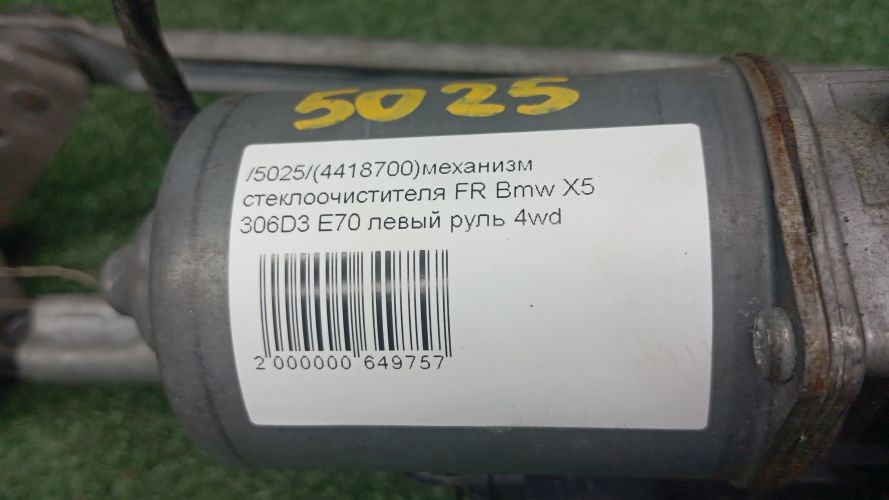 5025
/5025/(4418700)механизм
стеклоочистителя FR Bmw X5
306D3 E70 левый руль 4wd
2 000000 649757